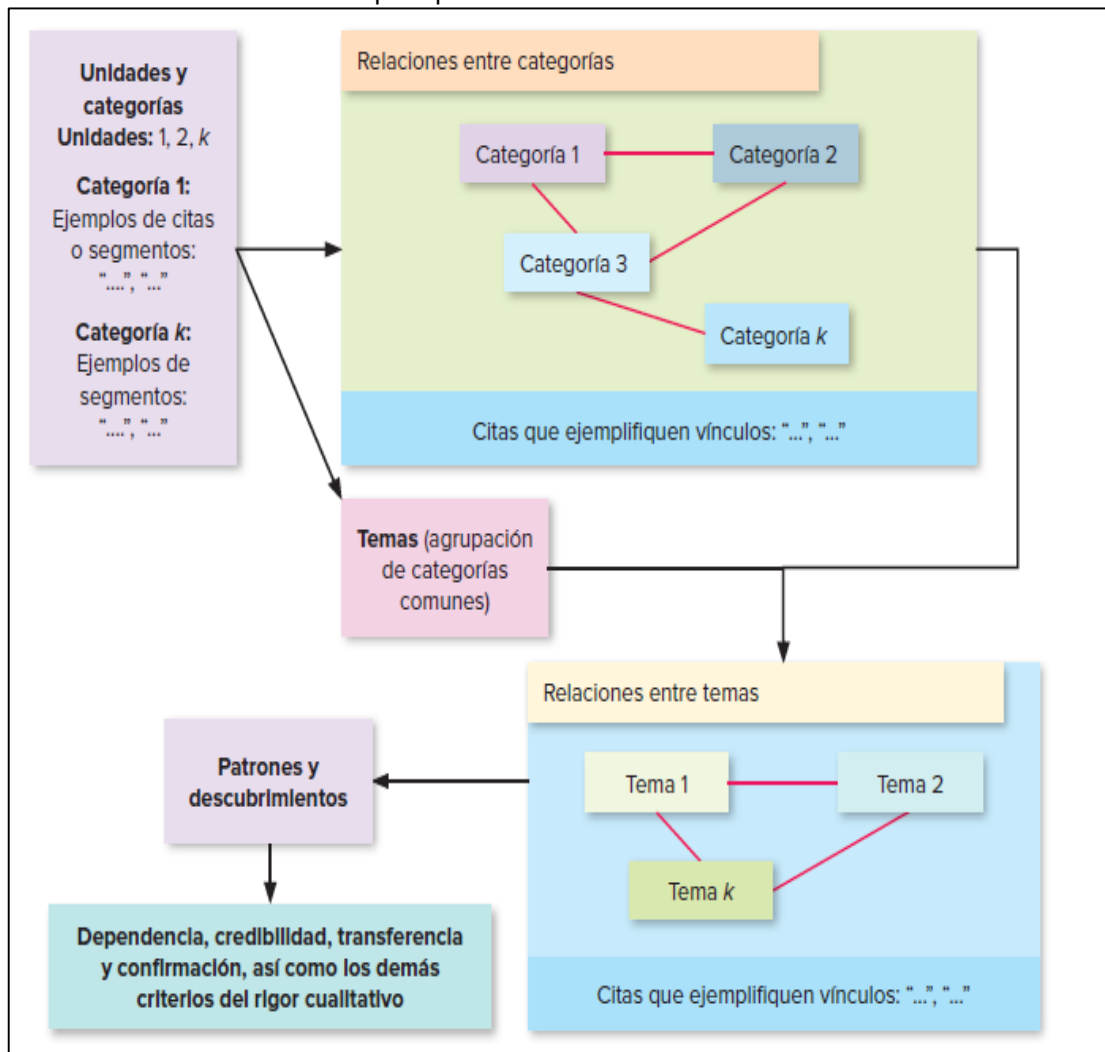 Unidades y
categorías
Unidades: 1, 2, k
Categoría 1:
Ejemplos de citas
o segmentos:
“....”, “...”
Categoría k:
Ejemplos de
segmentos:
“....”, “...”
Relaciones entre categorías
Categoría 1
Categoría 2
Categoría 3
Categoría k
Citas que ejemplifiquen vínculos: “...”, “...”
Temas (agrupación
de categorías
comunes)
Relaciones entre temas
Tema 1
Tema 2
Tema k
Citas que ejemplifiquen vínculos: “...”, “...”
Patrones y
descubrimientos
Dependencia, credibilidad, transferencia
y confirmación, así como los demás
criterios del rigor cualitativo